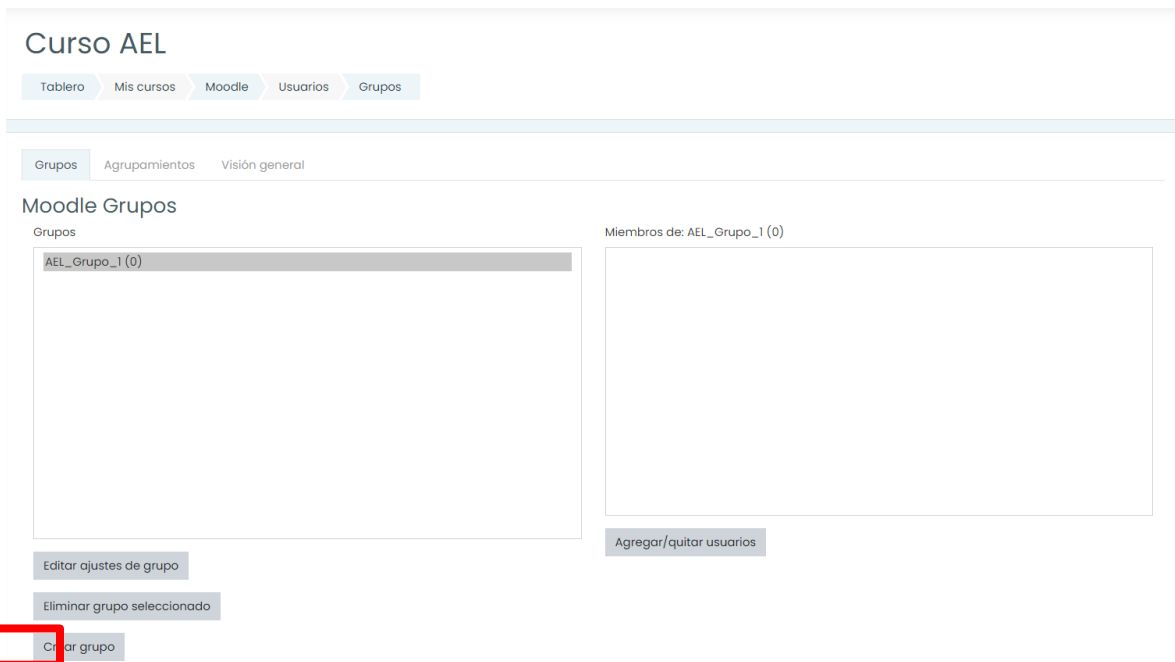 Curso AEL
Tablero Mis cursos Moodle Usuarios Grupos
Grupos Agrupamientos Visión general
Moodle Grupos
Grupos
AEL_Grupo_1 (0)
Editar ajustes de grupo
Eliminar grupo seleccionado
Crear grupo
Miembros de: AEL_Grupo_1 (0)
Agregar/quitar usuarios